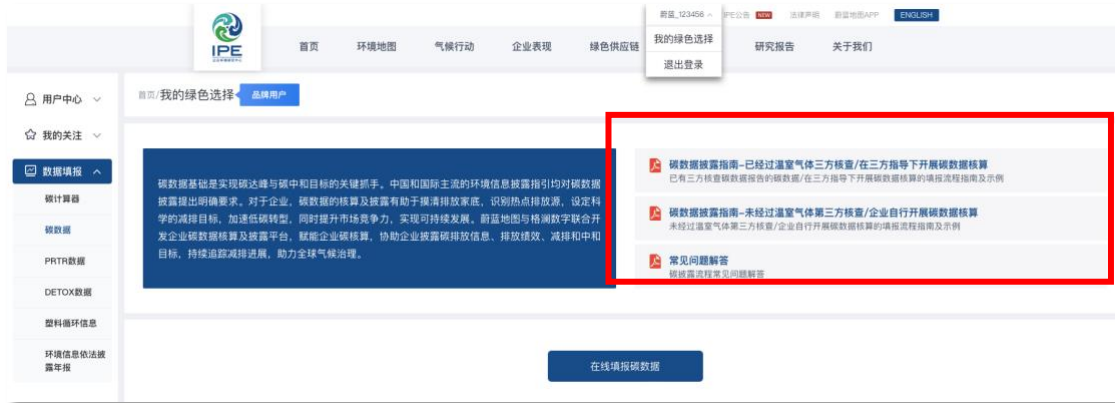 蔚蓝_123456
IPE公告 NEW
法律声明
蔚蓝地图APP
ENGLISH
IPE
首页
环境地图
气候行动
企业表现
绿色供应链
研究报告
关于我们
我的绿色选择
退出登录
用户中心
我的关注
数据填报
碳计算器
碳数据
PRTR数据
DETOX数据
塑料循环信息
环境信息依法披
露年报
首页/我的绿色选择
品牌用户
碳数据基础是实现碳达峰与碳中和目标的关键抓手。中国和国际主流的环境信息披露指引均对碳数据
披露提出明确要求。对于企业，碳数据的核算及披露有助于摸清排放家底，识别热点排放源，设定科
学的减排目标，加速低碳转型，同时提升市场竞争力，实现可持续发展。蔚蓝地图与格澜数字联合开
发企业碳数据核算及披露平台，赋能企业碳核算，协助企业披露碳排放信息、排放绩效、减排和中和
目标，持续追踪减排进展，助力全球气候治理。
碳数据披露指南-已经过温室气体三方核查/在三方指导下开展碳数据核算
已有三方核查碳数据报告的碳数据/在三方指导下开展碳数据核算的填报流程指南及示例
碳数据披露指南-未经过温室气体第三方核查/企业自行开展碳数据核算
未经过温室气体第三方核查/企业自行开展碳数据核算的填报流程指南及示例
常见问题解答
碳披露流程常见问题解答
在线填报碳数据